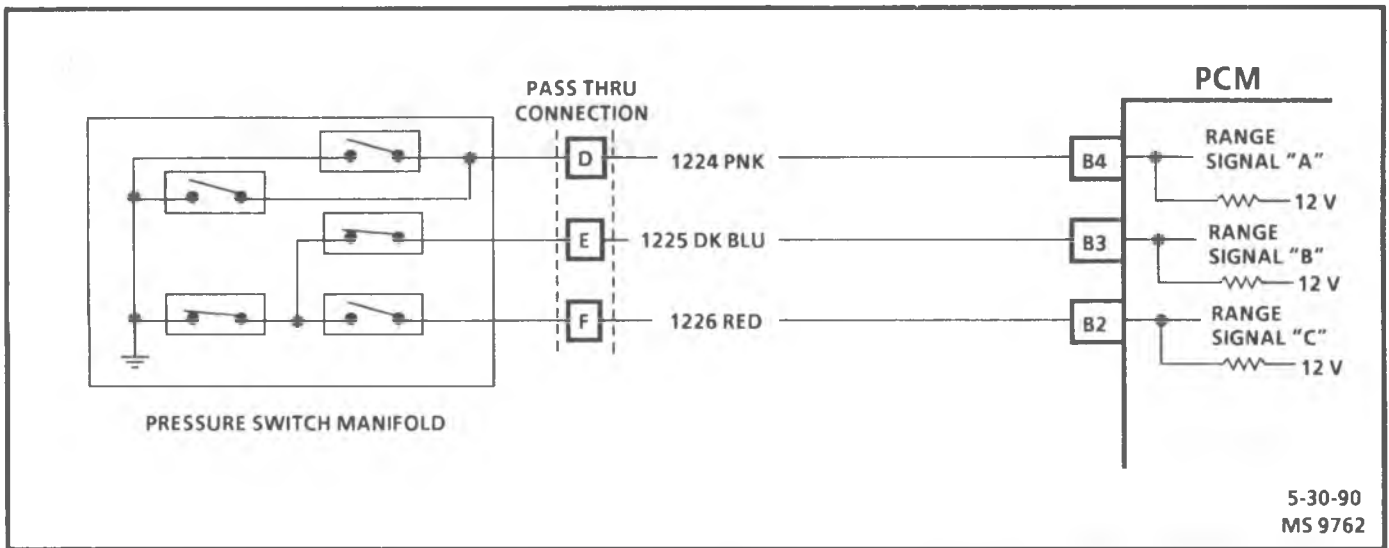 PASS THRU
CONNECTION
PCM
D
1224 PNK
B4
RANGE
SIGNAL "A"
12 V
E
1225 DK BLU
B3
RANGE
SIGNAL "B"
12 V
F
1226 RED
B2
RANGE
SIGNAL "C"
12 V
PRESSURE SWITCH MANIFOLD
5-30-90
MS 9762